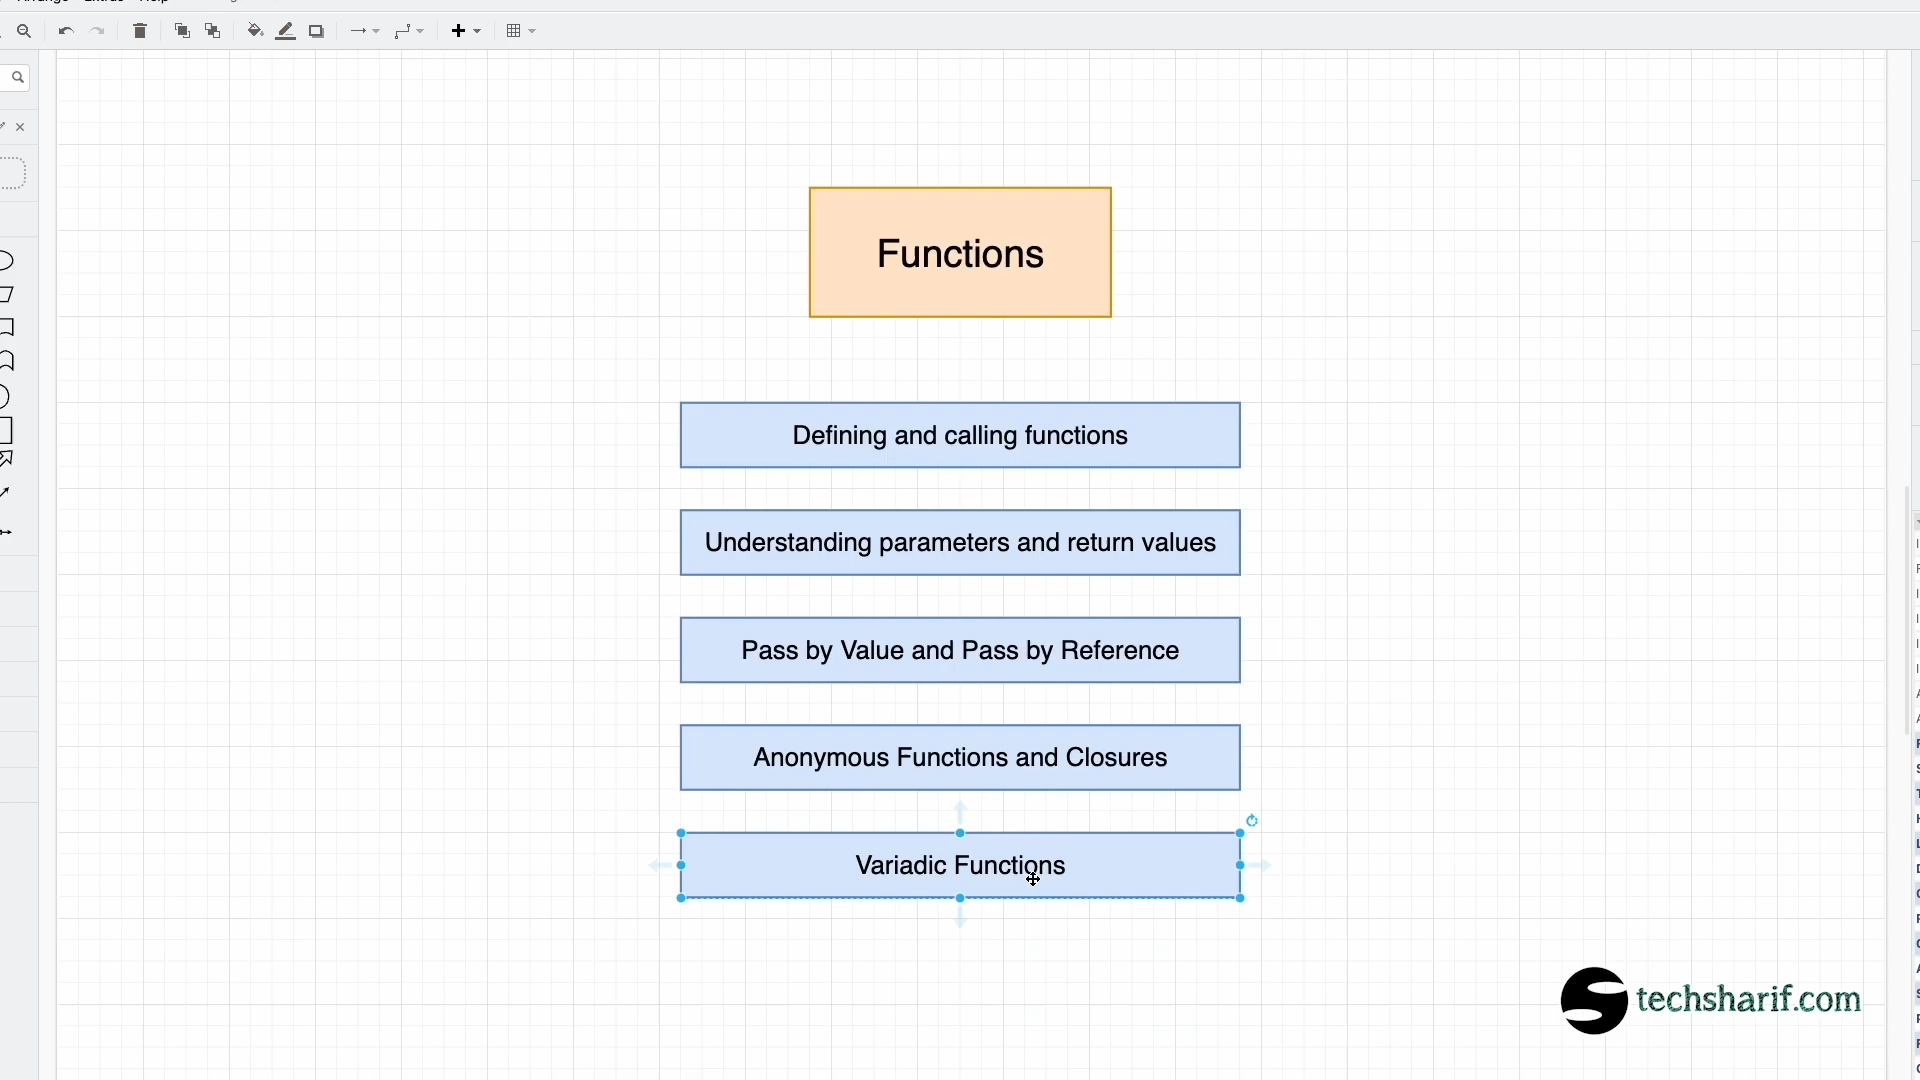 Functions
Defining and calling functions
Understanding parameters and return values
Pass by Value and Pass by Reference
Anonymous Functions and Closures
Variadic Functions
techsharif.com